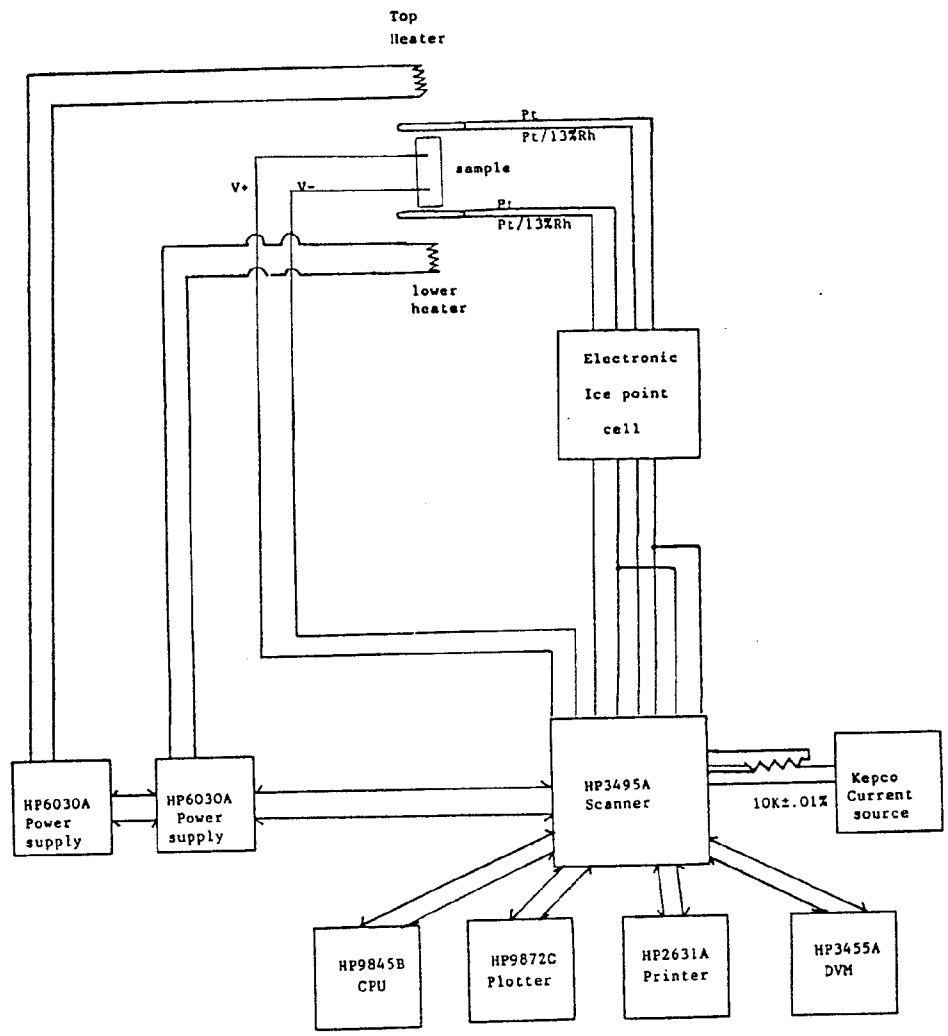 Top
Heater
Pt
Pt/13%Rh
sample
V+
V-
Pt
Pt/13%Rh
lower
heater
Electronic
Ice point
cell
HP6030A
Power
supply
HP6030A
Power
supply
HP3495A
Scanner
10K±.01%
Kepco
Current
source
HP9845B
CPU
HP9872C
Plotter
HP2631A
Printer
HP3455A
DVM